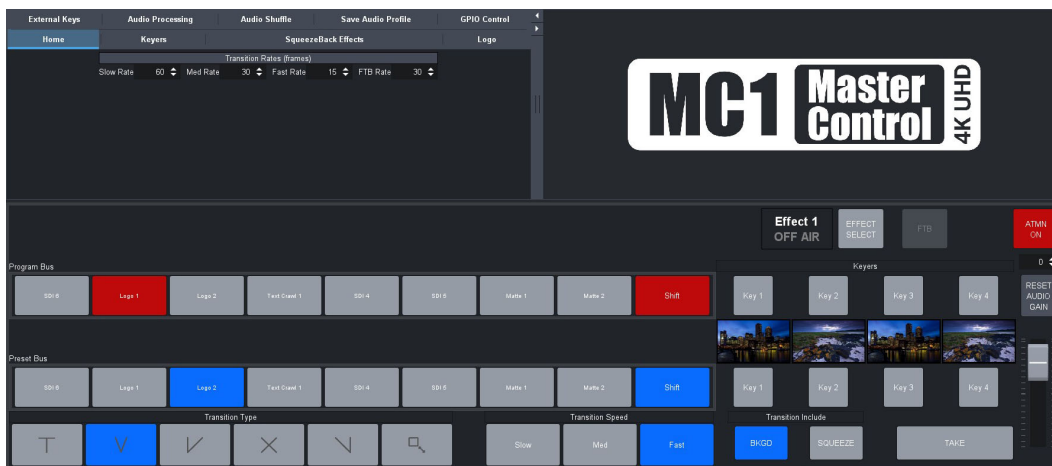 External Keys Audio Processing Audio Shuffle Save Audio Profile GPIO Control
Home Keyers SqueezeBack Effects Logo
Transition Rates (frames)
Slow Rate 60 Med Rate 30 Fast Rate 15 FTB Rate 30
MC1 Master Control 4K UHD
Effect 1
OFF AIR
EFFECT SELECT
FTB
ATMN ON
Program Bus
Keyers
0
SDI 6 Logo 1 Logo 2 Text Crawl 1 SDI 4 SDI 5 Matte 1 Matte 2 Shift
Key 1 Key 2 Key 3 Key 4
RESET AUDIO GAIN
Preset Bus
SDI 6 Logo 1 Logo 2 Text Crawl 1 SDI 4 SDI 5 Matte 1 Matte 2 Shift
Key 1 Key 2 Key 3 Key 4
Transition Type
Transition Speed
Transition Include
Slow Med Fast
BKGD SQUEEZE
TAKE